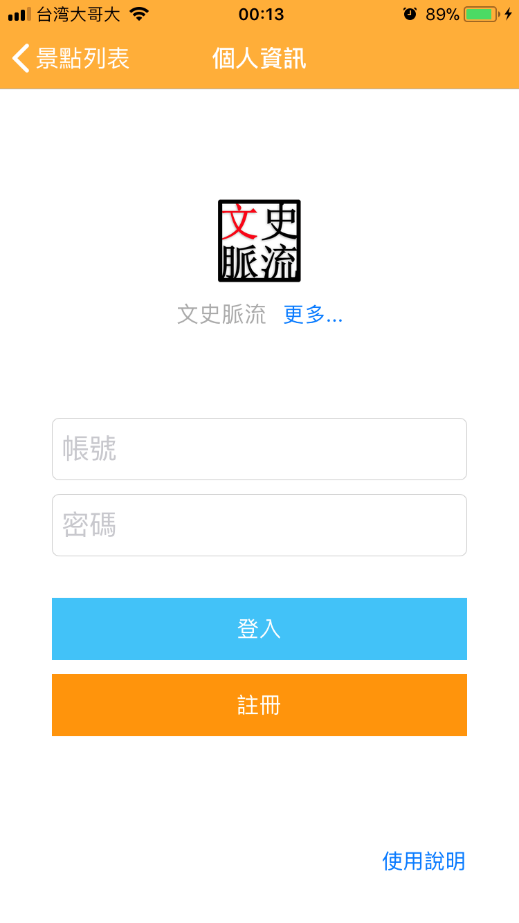 台湾大哥大 00:13 89%
景點列表 個人資訊
文史
脈流
文史脈流 更多...
帳號
密碼
登入
註冊
使用說明